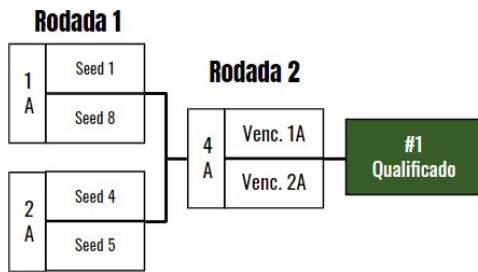 Rodada 1
1
A
Seed 1
Seed 8
2
A
Seed 4
Seed 5
Rodada 2
4
A
Venc. 1A
Venc. 2A
#1
Qualificado